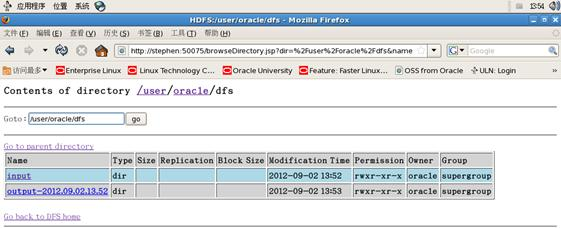 应用程序 位置 系统 13:54
HDFS:/user/oracle/dfs - Mozilla Firefox
文件(F) 编辑(E) 查看(V) 历史(S) 书签(B) 工具(T) 帮助(H)
http://stephen:50075/browseDirectory.jsp?dir=%2Fuser%2Foracle%2Fdfs&name Google
访问最多 Enterprise Linux Linux Technology C... Oracle University Feature: Faster Linux... OSS from Oracle ULN: Login
Contents of directory /user/oracle/dfs
Goto: /user/oracle/dfs go
Go to parent directory
Name Type Size Replication Block Size Modification Time Permission Owner Group
input dir 2012-09-02 13:52 rwxr-xr-x oracle supergroup
output-2012.09.02.13.52 dir 2012-09-02 13:53 rwxr-xr-x oracle supergroup
Go back to DFS home